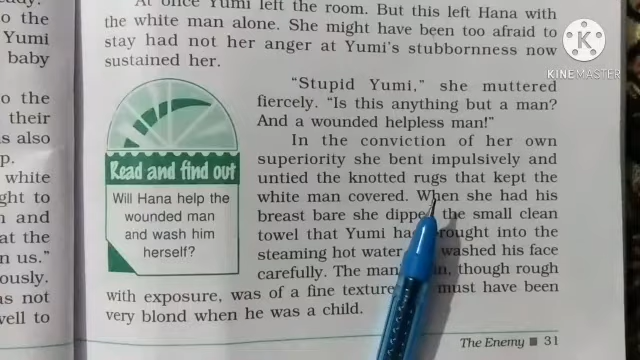 ady.
o the
Yumi
baby
o the
their
s also
p.
white
ght to
n and
at the
n us."
ously.
as not
vell to
At once Yumi left the room. But this left Hana with
the white man alone. She might have been too afraid to
stay had not her anger at Yumi's stubbornness now
sustained her.
"Stupid Yumi," she muttered
fiercely. "Is this anything but a man?
And a wounded helpless man!"
In the conviction of her own
superiority she bent impulsively and
untied the knotted rugs that kept the
white man covered. When she had his
breast bare she dippe the small clean
towel that Yumi ha rought into the
steaming hot water washed his face
carefully. The man' n, though rough
with exposure, was of a fine texture must have been
very blond when he was a child.
Read and find out
Will Hana help the
wounded man
and wash him
herself?
The Enemy 31
K
KINEMASTER